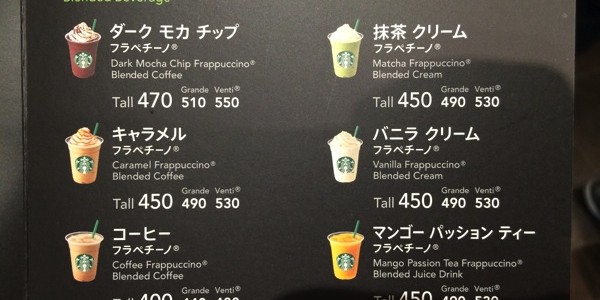 Blended Beverage
ダーク モカ チップ
フラペチーノ®
Dark Mocha Chip Frappuccino®
Blended Coffee
Grande Venti®
Tall 470 510 550
キャラメル
フラペチーノ®
Caramel Frappuccino®
Blended Coffee
Grande Venti®
Tall 450 490 530
コーヒー
フラペチーノ®
Coffee Frappuccino®
Blended Coffee
Grande Venti®
抹茶 クリーム
フラペチーノ®
Matcha Frappuccino®
Blended Cream
Grande Venti®
Tall 450 490 530
バニラ クリーム
フラペチーノ®
Vanilla Frappuccino®
Blended Cream
Grande Venti®
Tall 450 490 530
マンゴー パッション ティー
フラペチーノ®
Mango Passion Tea Frappuccino®
Blended Juice Drink
Grande Venti®
Tall 450 490 530